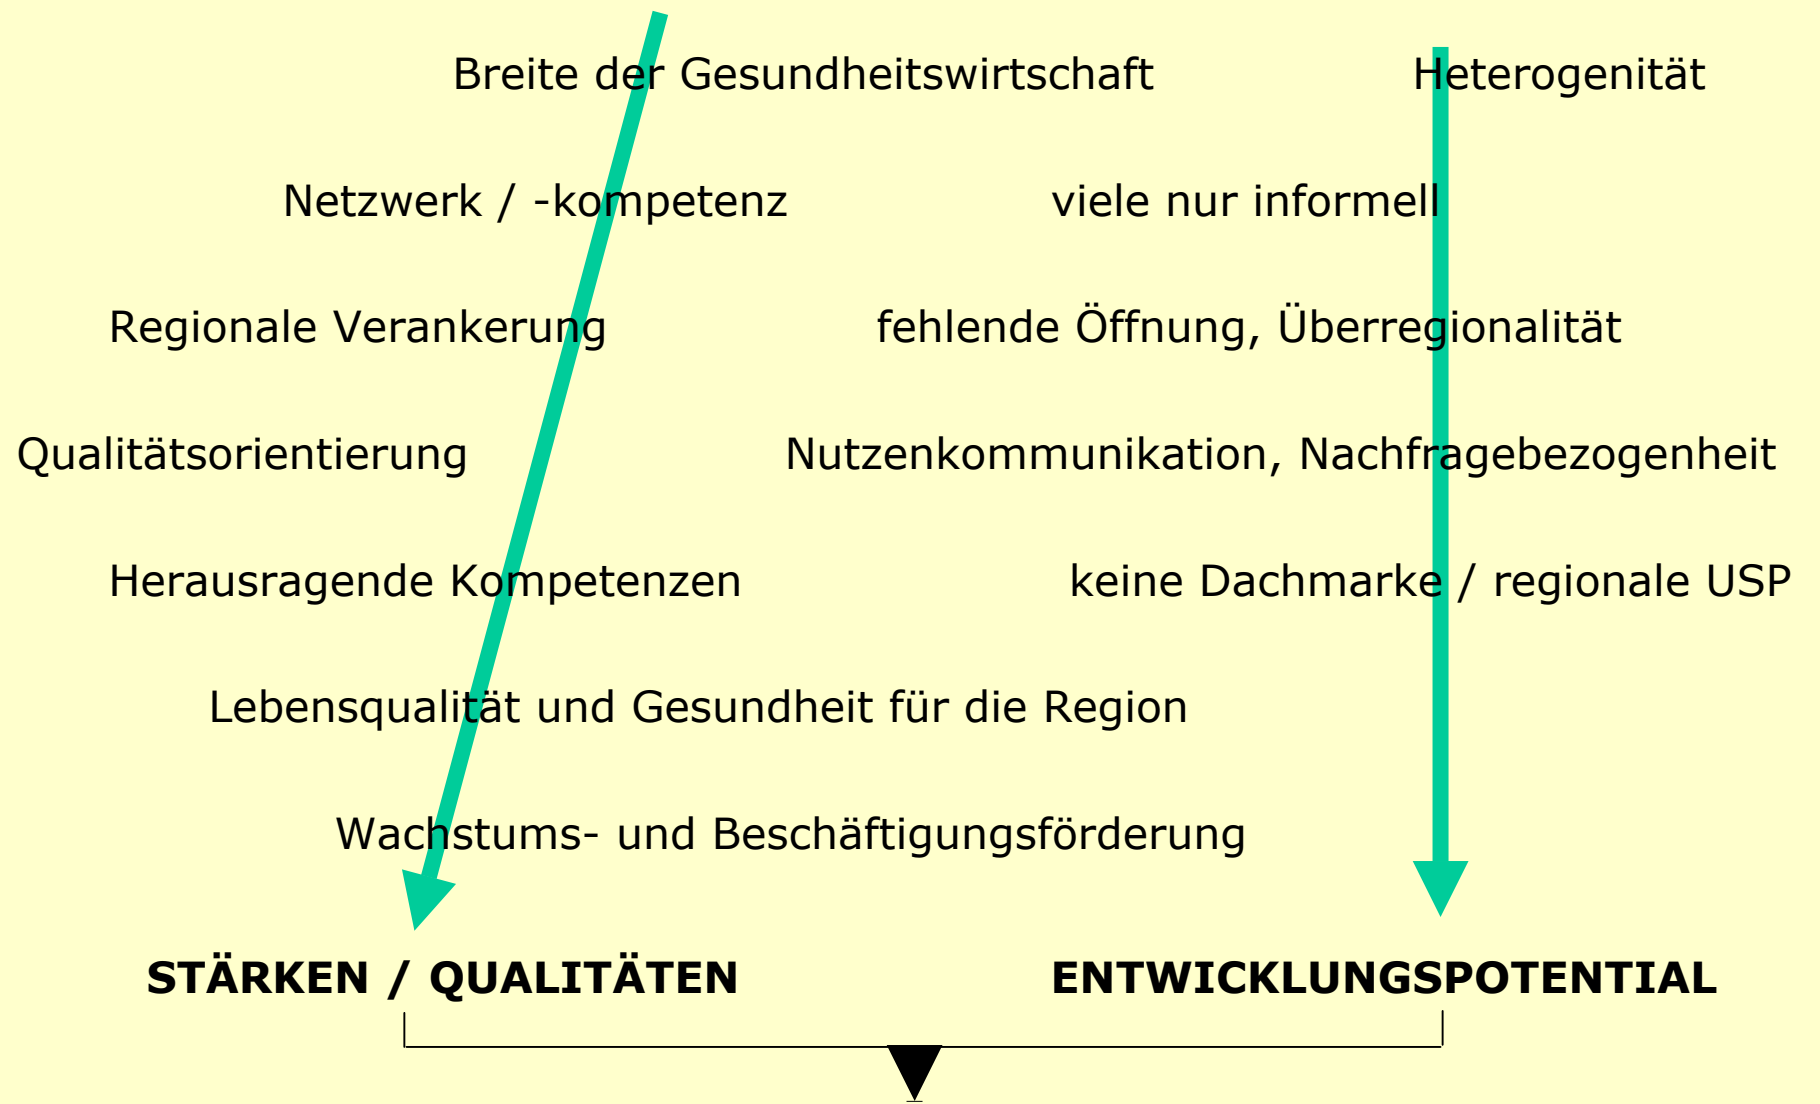 Breite der Gesundheitswirtschaft Heterogenität
Netzwerk / -kompetenz viele nur informell
Regionale Verankerung fehlende Öffnung, Überregionalität
Qualitätsorientierung Nutzenkommunikation, Nachfragebezogenheit
Herausragende Kompetenzen keine Dachmarke / regionale USP
Lebensqualität und Gesundheit für die Region
Wachstums- und Beschäftigungsförderung
STÄRKEN / QUALITÄTEN ENTWICKLUNGSPOTENTIAL